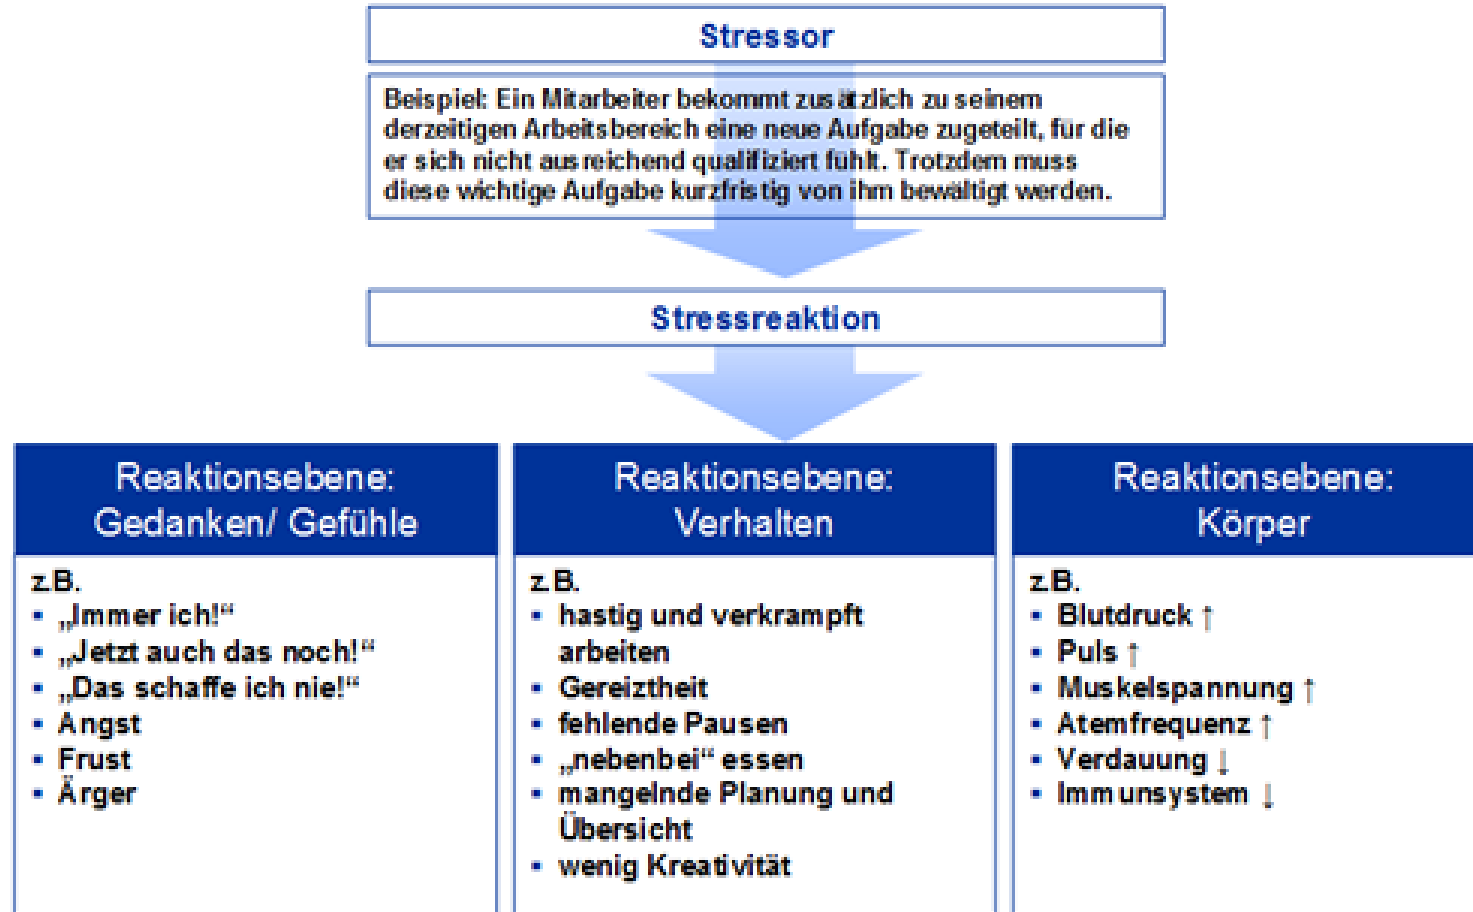 Stressor
Beispiel: Ein Mitarbeiter bekommt zusätzlich zu seinem
derzeitigen Arbeitsbereich eine neue Aufgabe zugeteilt, für die
er sich nicht ausreichend qualifiziert fühlt. Trotzdem muss
diese wichtige Aufgabe kurzfristig von ihm bewältigt werden.
Stressreaktion
Reaktionsebene:
Gedanken/ Gefühle
z.B.
▪ „Immer ich!“
▪ „Jetzt auch das noch!“
▪ „Das schaffe ich nie!“
▪ Angst
▪ Frust
▪ Ärger
Reaktionsebene:
Verhalten
z.B.
▪ hastig und verkrampft
arbeiten
▪ Gereiztheit
▪ fehlende Pausen
▪ „nebenbei“ essen
▪ mangelnde Planung und
Übersicht
▪ wenig Kreativität
Reaktionsebene:
Körper
z.B.
▪ Blutdruck ↑
▪ Puls ↑
▪ Muskelspannung ↑
▪ Atemfrequenz ↑
▪ Verdauung ↓
▪ Immunsystem ↓